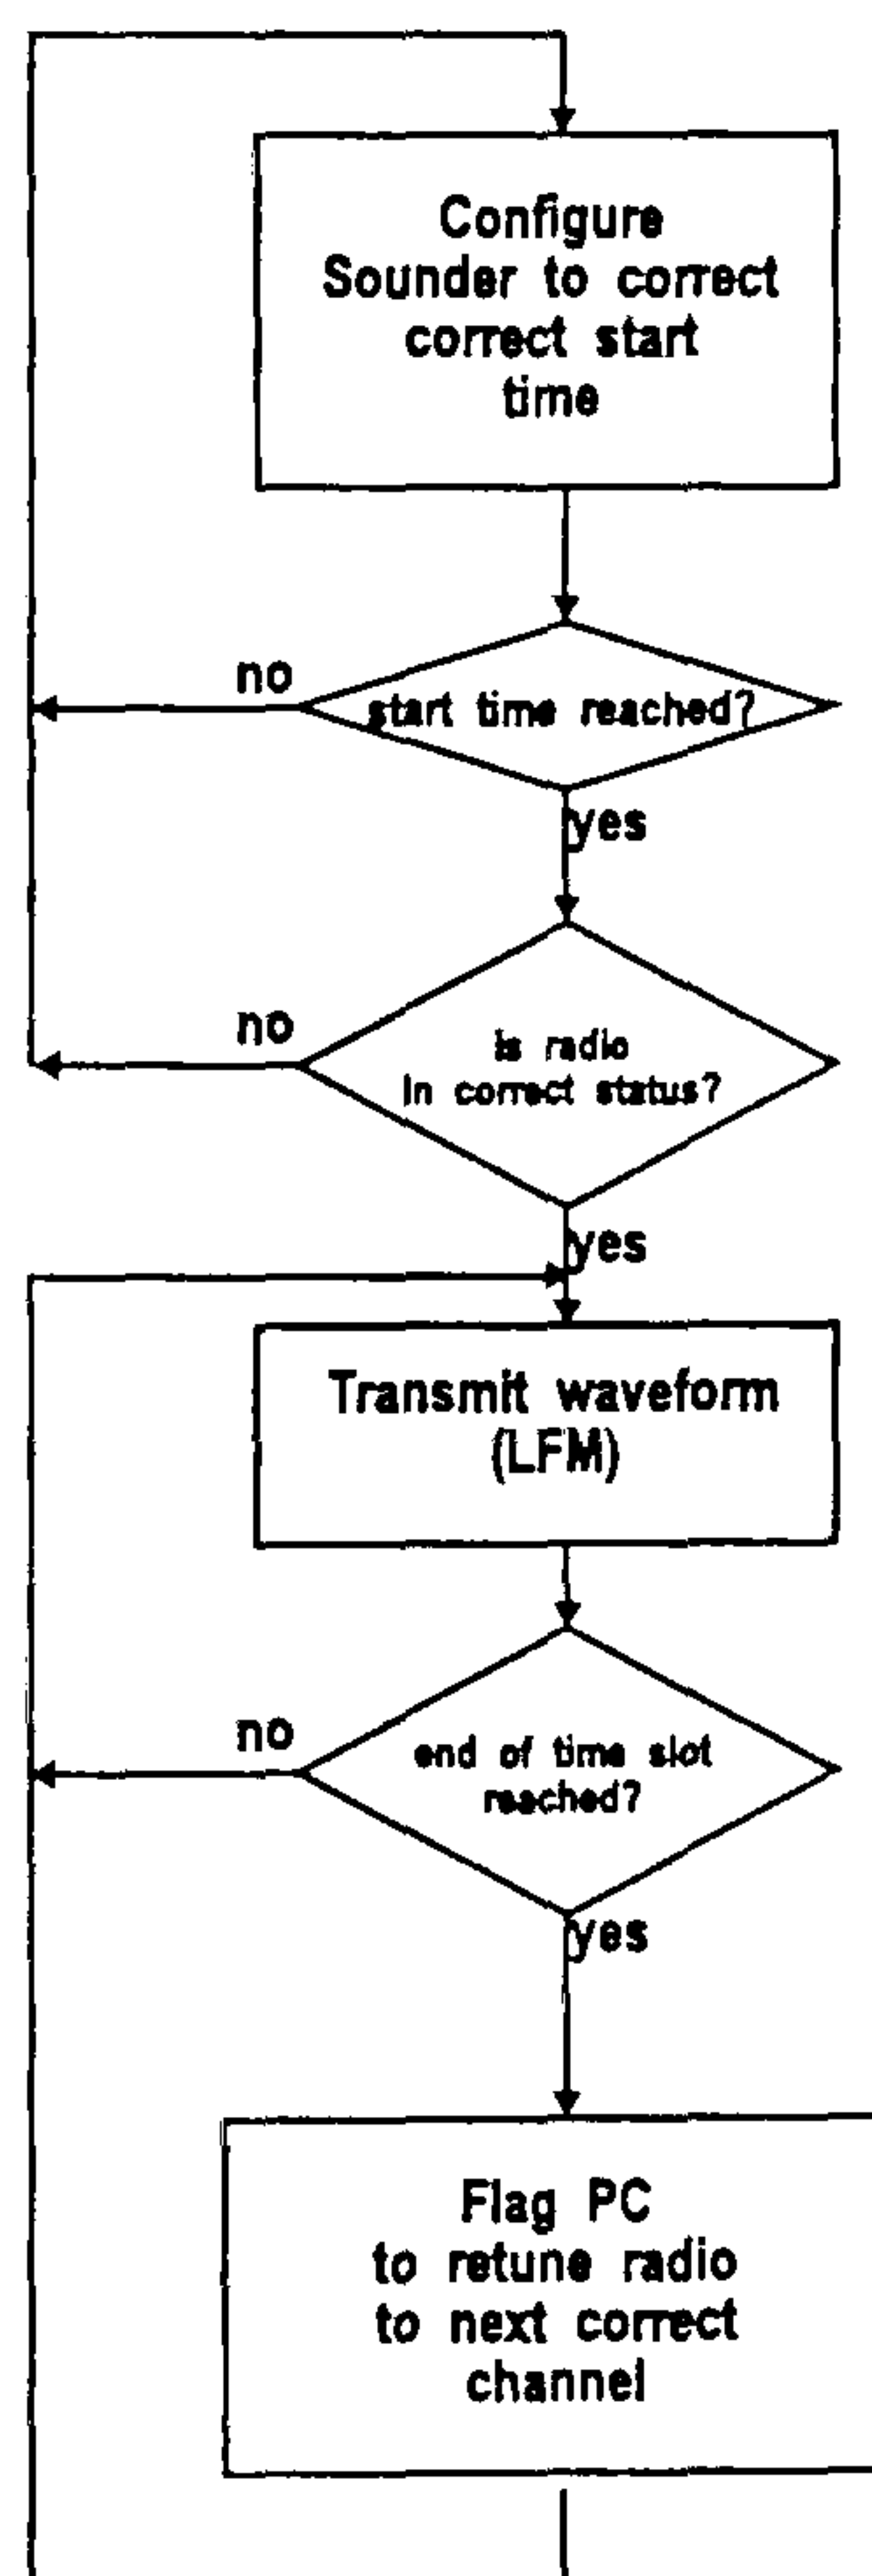 Configure
Sounder to correct
correct start
time
no
start time reached?
yes
no
is radio
in correct status?
yes
Transmit waveform
(LFM)
no
end of time slot
reached?
yes
Flag PC
to retune radio
to next correct
channel